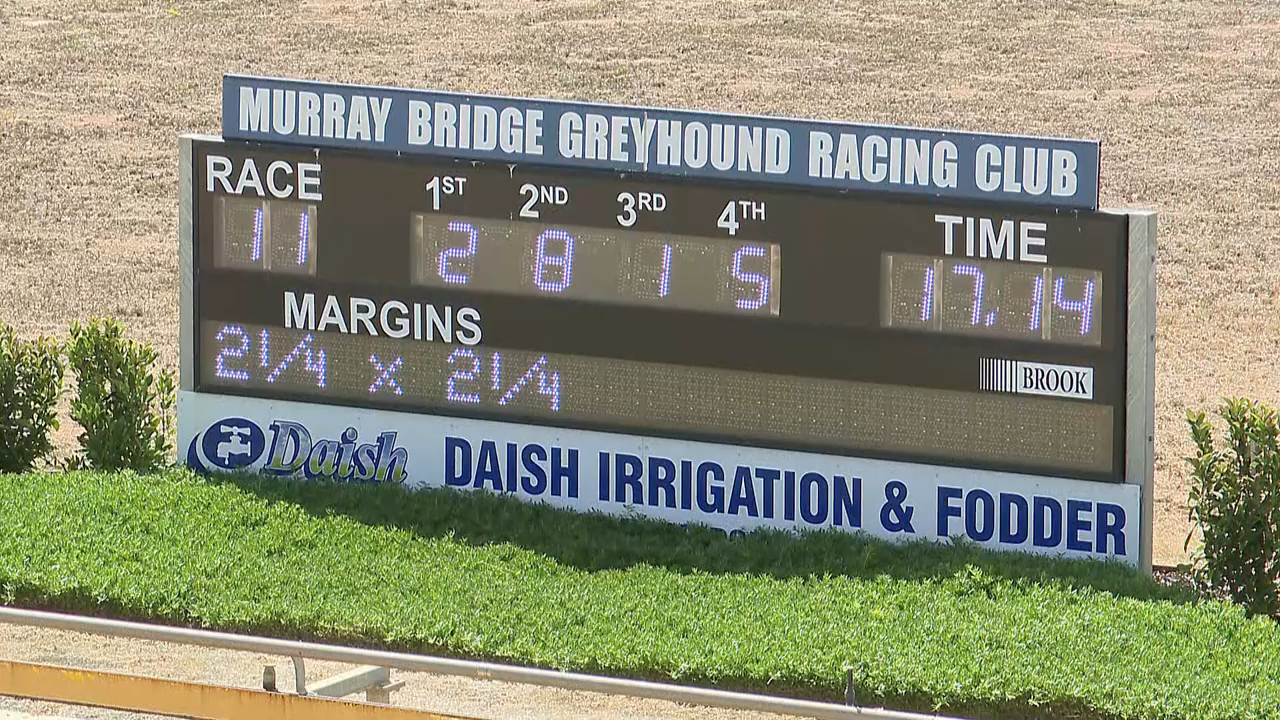 MURRAY BRIDGE GREYHOUND RACING CLUB
RACE 1ST 2ND 3RD 4TH TIME
11 2 8 1 5 17.14
MARGINS
2 1/4 x 2 1/4
BROOK
Daish DAISH IRRIGATION & FODDER